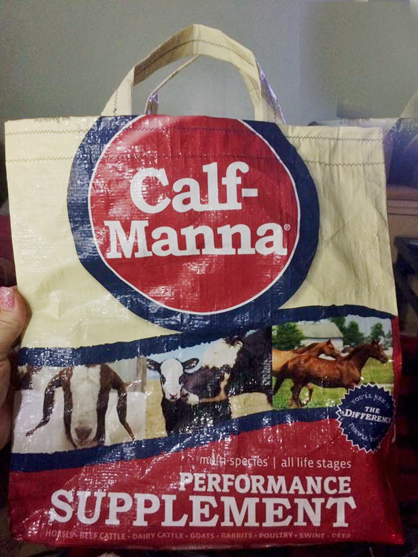 Calf-
Manna®
YOU'LL SEE
THE
DIFFERENCE
multi-species | all life stages
PERFORMANCE
SUPPLEMENT
HORSES · BEEF CATTLE · DAIRY CATTLE · GOATS · RABBITS · POULTRY · SWINE · DEER